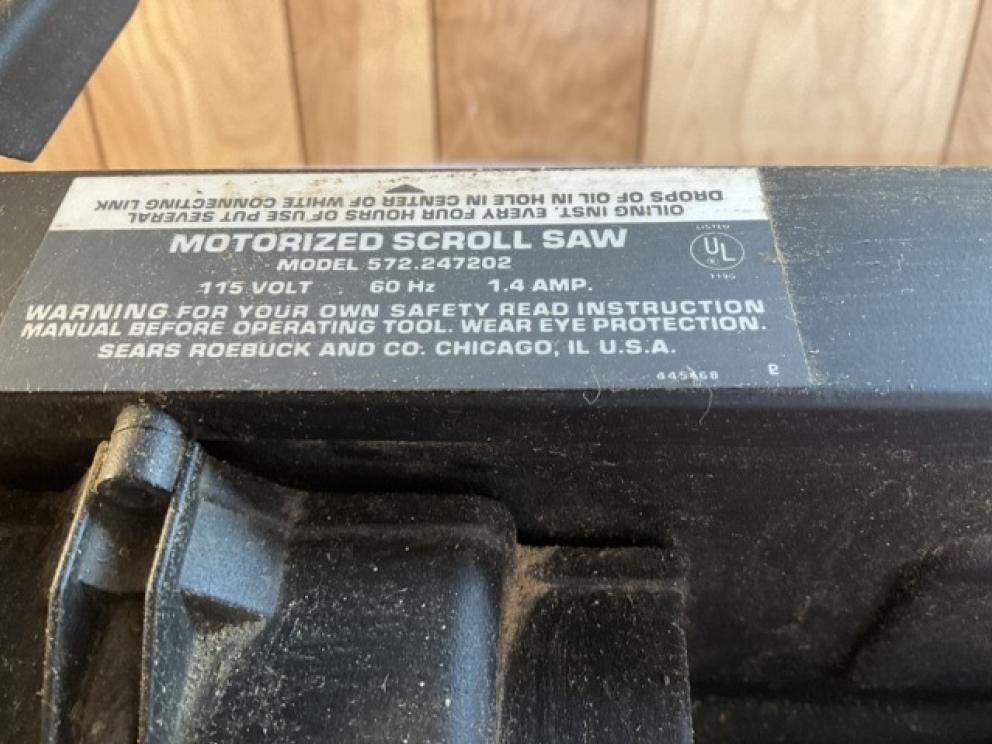 OILING INST. EVERY FOUR HOURS OF USE PUT SEVERAL
DROPS OF OIL IN HOLE IN CENTER OF WHITE CONNECTING LINK
MOTORIZED SCROLL SAW
MODEL 572.247202
115 VOLT 60 Hz 1.4 AMP.
LISTED
UL
119G
WARNING FOR YOUR OWN SAFETY READ INSTRUCTION
MANUAL BEFORE OPERATING TOOL. WEAR EYE PROTECTION.
SEARS ROEBUCK AND CO. CHICAGO, IL U.S.A.
445468